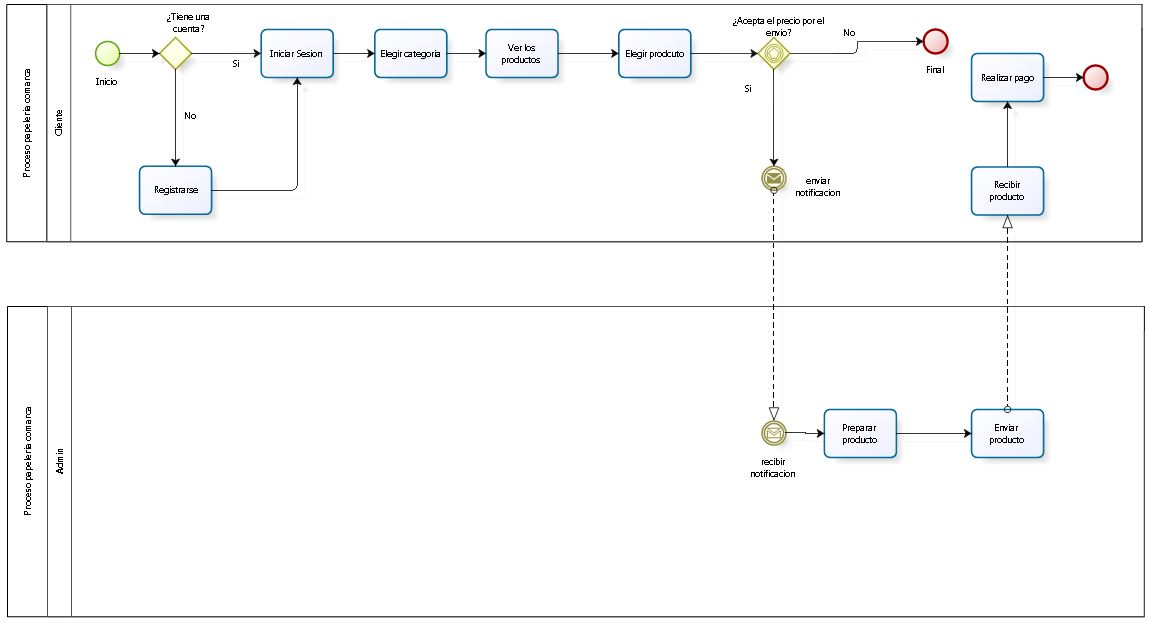 Proceso papeleria comarca
Cliente
Inicio
¿Tiene una
cuenta?
Si
No
Registrarse
Iniciar Sesion
Elegir categoria
Ver los
productos
Elegir prodcuto
¿Acepta el precio por el
envio?
No
Si
Final
enviar
notificacion
Realizar pago
Recibir
producto
Proceso papeleria comarca
Admin
recibir
notificacion
Preparar
producto
Enviar
producto